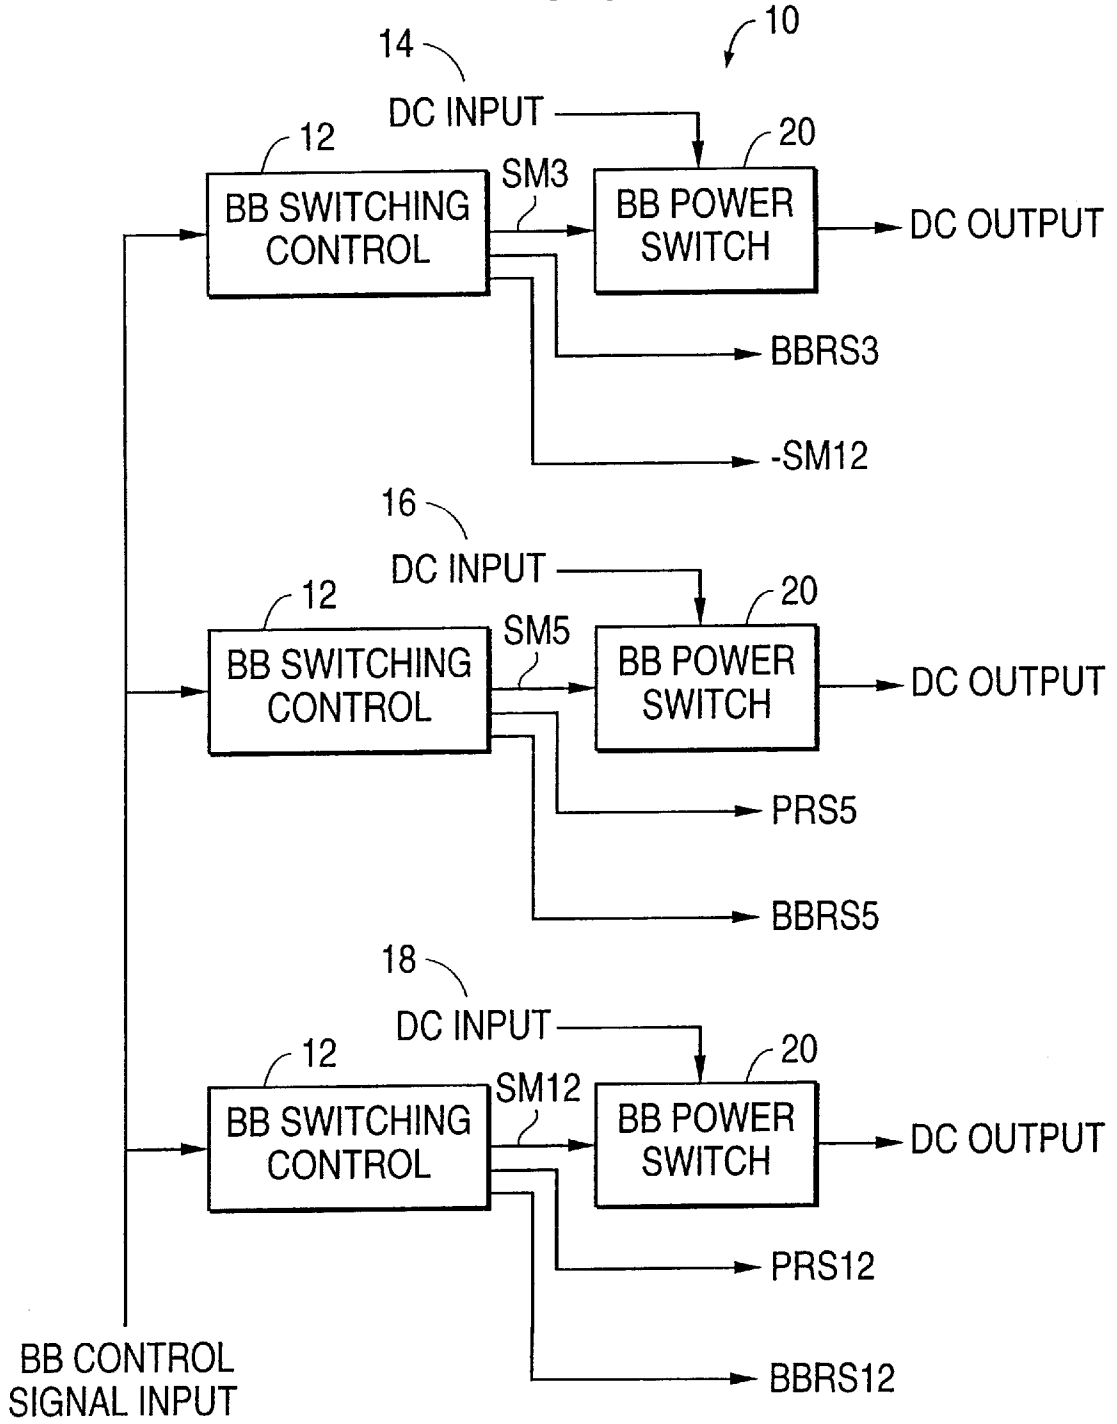 10
14
DC INPUT
12
20
SM3
BB SWITCHING
CONTROL
BB POWER
SWITCH
DC OUTPUT
BBRS3
-SM12
16
DC INPUT
12
20
SM5
BB SWITCHING
CONTROL
BB POWER
SWITCH
DC OUTPUT
PRS5
BBRS5
18
DC INPUT
12
20
SM12
BB SWITCHING
CONTROL
BB POWER
SWITCH
DC OUTPUT
PRS12
BBRS12
BB CONTROL
SIGNAL INPUT